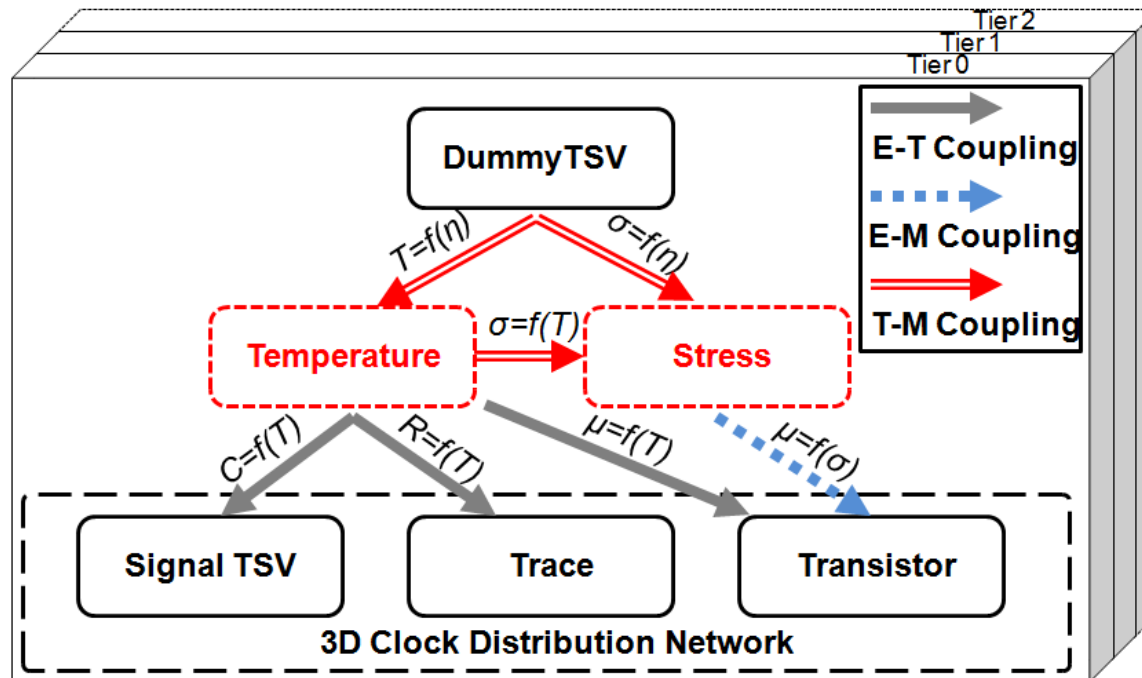 Tier 2
Tier 1
Tier 0
E-T Coupling
E-M Coupling
T-M Coupling
DummyTSV
T=f(η)
σ=f(η)
Temperature
σ=f(T)
Stress
C=f(T)
R=f(T)
μ=f(T)
μ=f(σ)
Signal TSV
Trace
Transistor
3D Clock Distribution Network